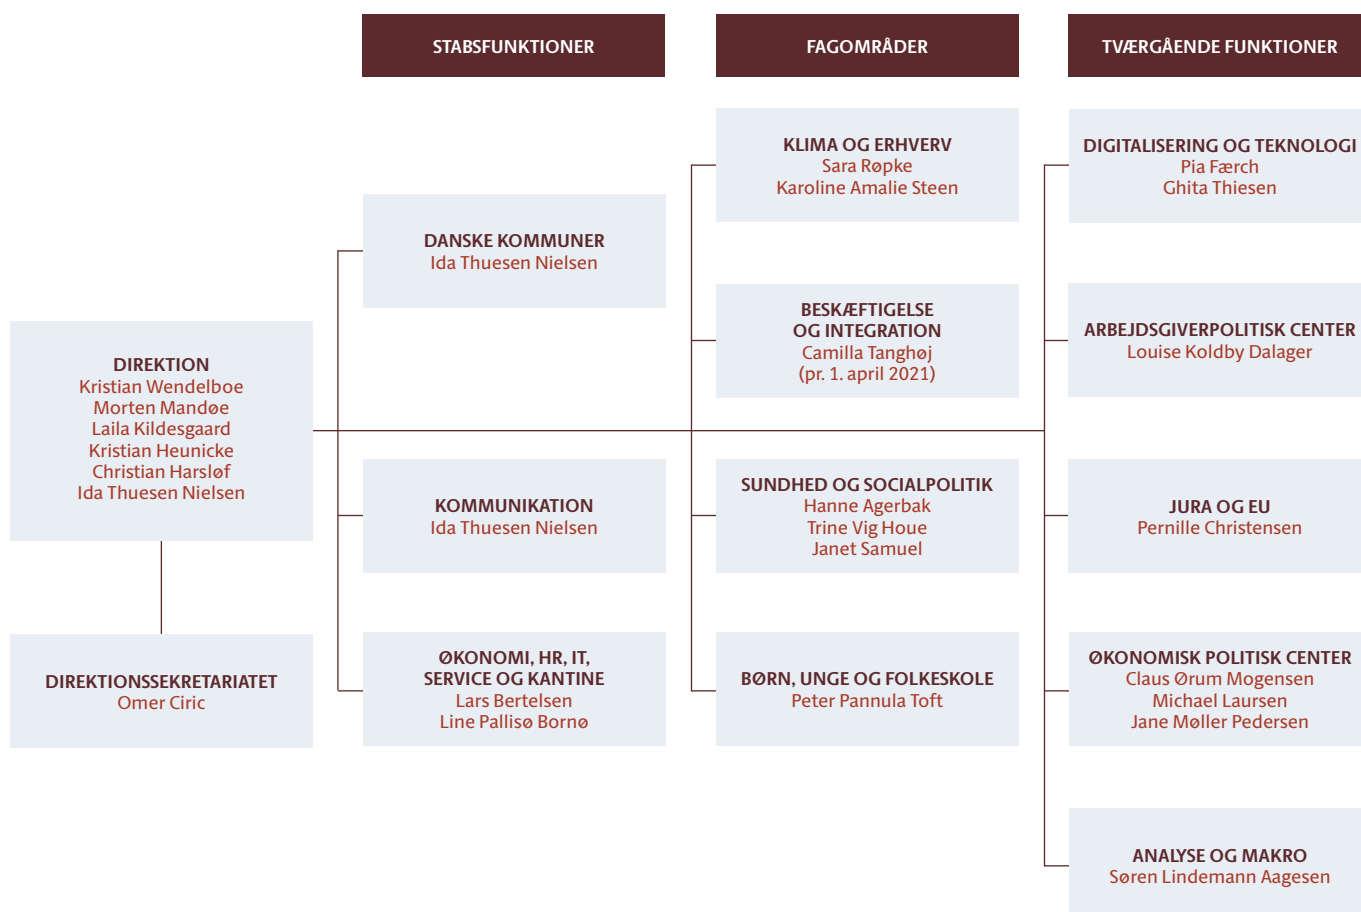 STABSFUNKTIONER
FAGOMRÅDER
TVÆRGÅENDE FUNKTIONER
DIREKTION
Kristian Wendelboe
Morten Mandøe
Laila Kildesgaard
Kristian Heunicke
Christian Harsløf
Ida Thuesen Nielsen
DIREKTIONSSEKRETARIATET
Omer Ciric
DANSKE KOMMUNER
Ida Thuesen Nielsen
KOMMUNIKATION
Ida Thuesen Nielsen
ØKONOMI, HR, IT,
SERVICE OG KANTINE
Lars Bertelsen
Line Pallisø Bornø
KLIMA OG ERHVERV
Sara Røpke
Karoline Amalie Steen
BESKÆFTIGELSE
OG INTEGRATION
Camilla Tanghøj
(pr. 1. april 2021)
SUNDHED OG SOCIALPOLITIK
Hanne Agerbak
Trine Vig Houe
Janet Samuel
BØRN, UNGE OG FOLKESKOLE
Peter Pannula Toft
DIGITALISERING OG TEKNOLOGI
Pia Færch
Ghita Thiesen
ARBEJDSGIVERPOLITISK CENTER
Louise Koldby Dalager
JURA OG EU
Pernille Christensen
ØKONOMISK POLITISK CENTER
Claus Ørum Mogensen
Michael Laursen
Jane Møller Pedersen
ANALYSE OG MAKRO
Søren Lindemann Aagesen